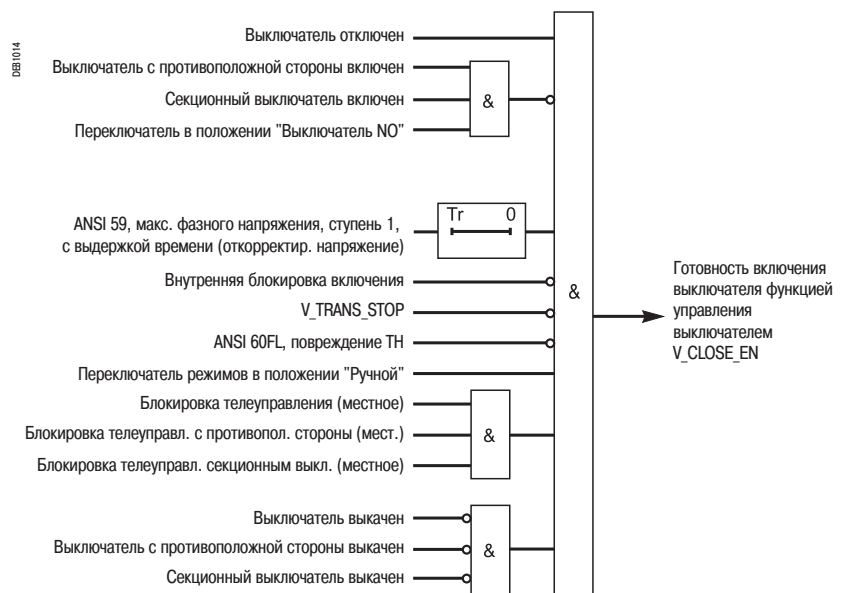 DEB1014
Выключатель отключен
Выключатель с противоположной стороны включен
Секционный выключатель включен
Переключатель в положении "Выключатель NO"
&
ANSI 59, макс. фазного напряжения, ступень 1,
с выдержкой времени (откорректир. напряжение)
Tr 0
Внутренняя блокировка включения
V_TRANS_STOP
ANSI 60FL, повреждение ТН
Переключатель режимов в положении "Ручной"
Блокировка телеуправления (местное)
Блокировка телеуправл. с противопол. стороны (мест.)
Блокировка телеуправл. секционным выкл. (местное)
&
Выключатель выкачен
Выключатель с противоположной стороны выкачен
Секционный выключатель выкачен
&
&
Готовность включения
выключателя функцией
управления
выключателем
V_CLOSE_EN